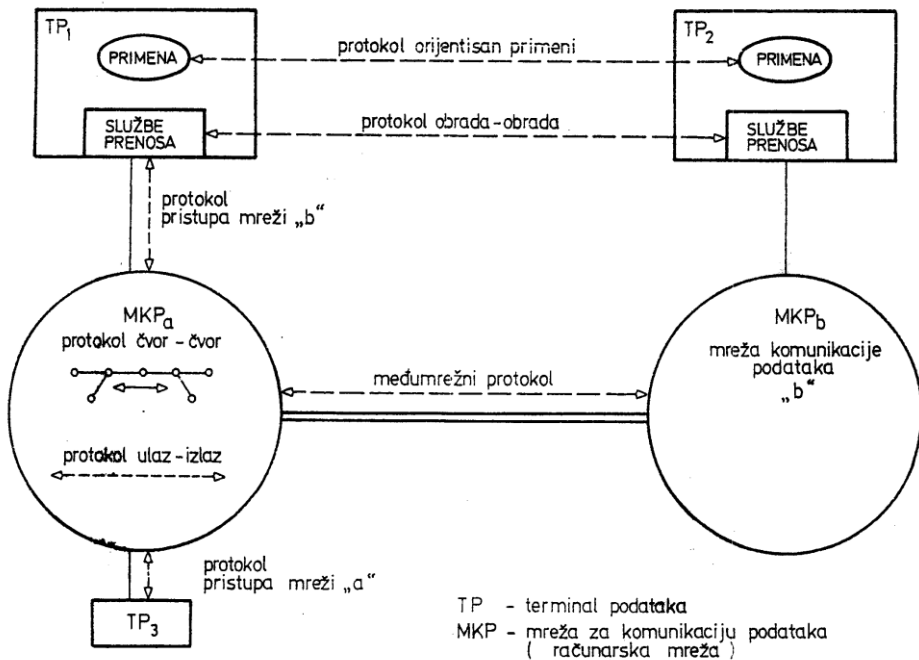 TP1
PRIMENA
SLUŽBE
PRENOSA
protokol orijentisan primeni
protokol obrada-obrada
TP2
PRIMENA
SLUŽBE
PRENOSA
protokol
pristupa mreži „b“
MKPa
protokol čvor-čvor
protokol ulaz-izlaz
međumrežni protokol
MKPb
mreža komunikacije
podataka
„b“
protokol
pristupa mreži „a“
TP3
TP - terminal podataka
MKP - mreža za komunikaciju podataka
( računarska mreža )